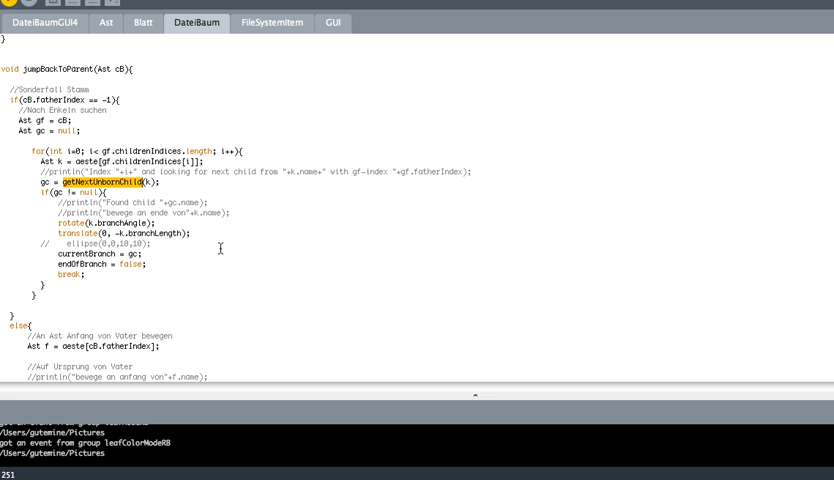 DateiBaumGUI4 Ast Blatt DateiBaum FileSystemItem GUI
}
void jumpBackToParent(Ast cB){
//Sonderfall Stamm
if(cB.fatherIndex == -1){
//Nach Enkeln suchen
Ast gf = cB;
Ast gc = null;
for(int i=0; i< gf.childrenIndices.length; i++){
Ast k = aeste[gf.childrenIndices[i]];
//println("Index "+i+" and looking for next child from "+k.name+" with gf-index "+gf.fatherIndex);
gc = getNextUnbornChild(k);
if(gc != null){
//println("Found child "+gc.name);
//println("bewege an ende von"+k.name);
rotate(k.branchAngle);
translate(0, -k.branchLength);
// ellipse(0,0,10,10);
currentBranch = gc;
endOfBranch = false;
break;
}
}
}
else{
//An Ast Anfang von Vater bewegen
Ast f = aeste[cB.fatherIndex];
//Auf Ursprung von Vater
//println("bewege an anfang von"+f.name);
/Users/gutemine/Pictures
got an event from group leafColorModeRB
/Users/gutemine/Pictures
251